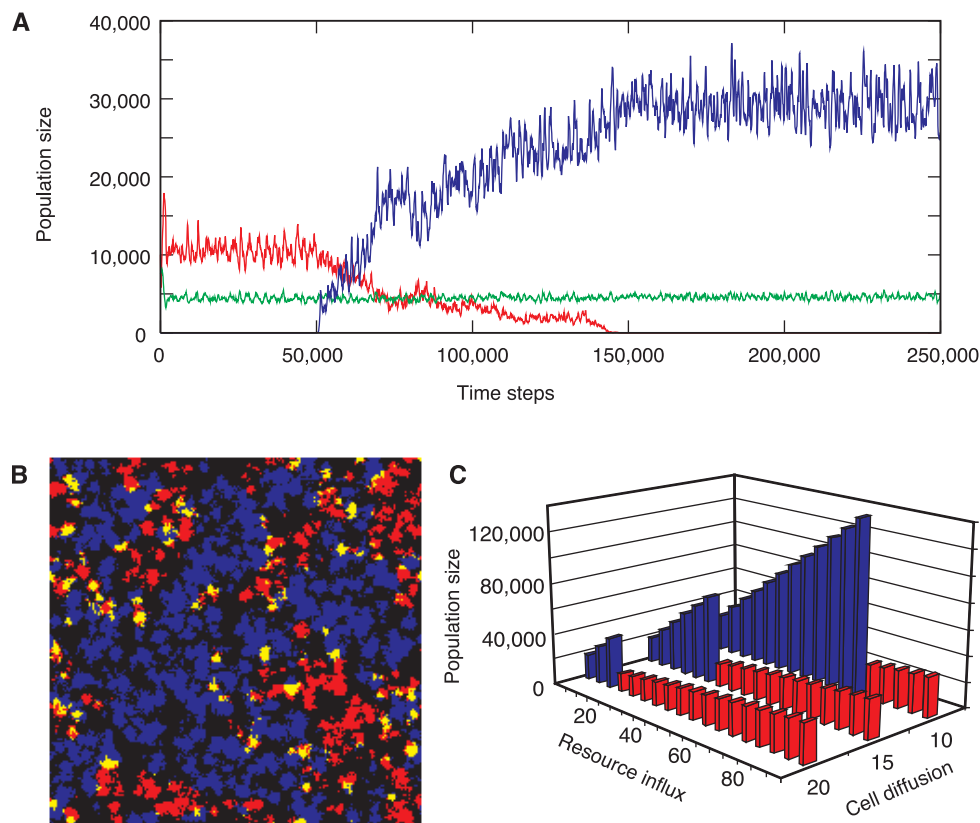 A
Population size
40,000
30,000
20,000
10,000
0
0
50,000
100,000
150,000
200,000
250,000
Time steps
B
C
Population size
120,000
80,000
40,000
0
20
40
60
80
Resource influx
20
15
10
Cell diffusion